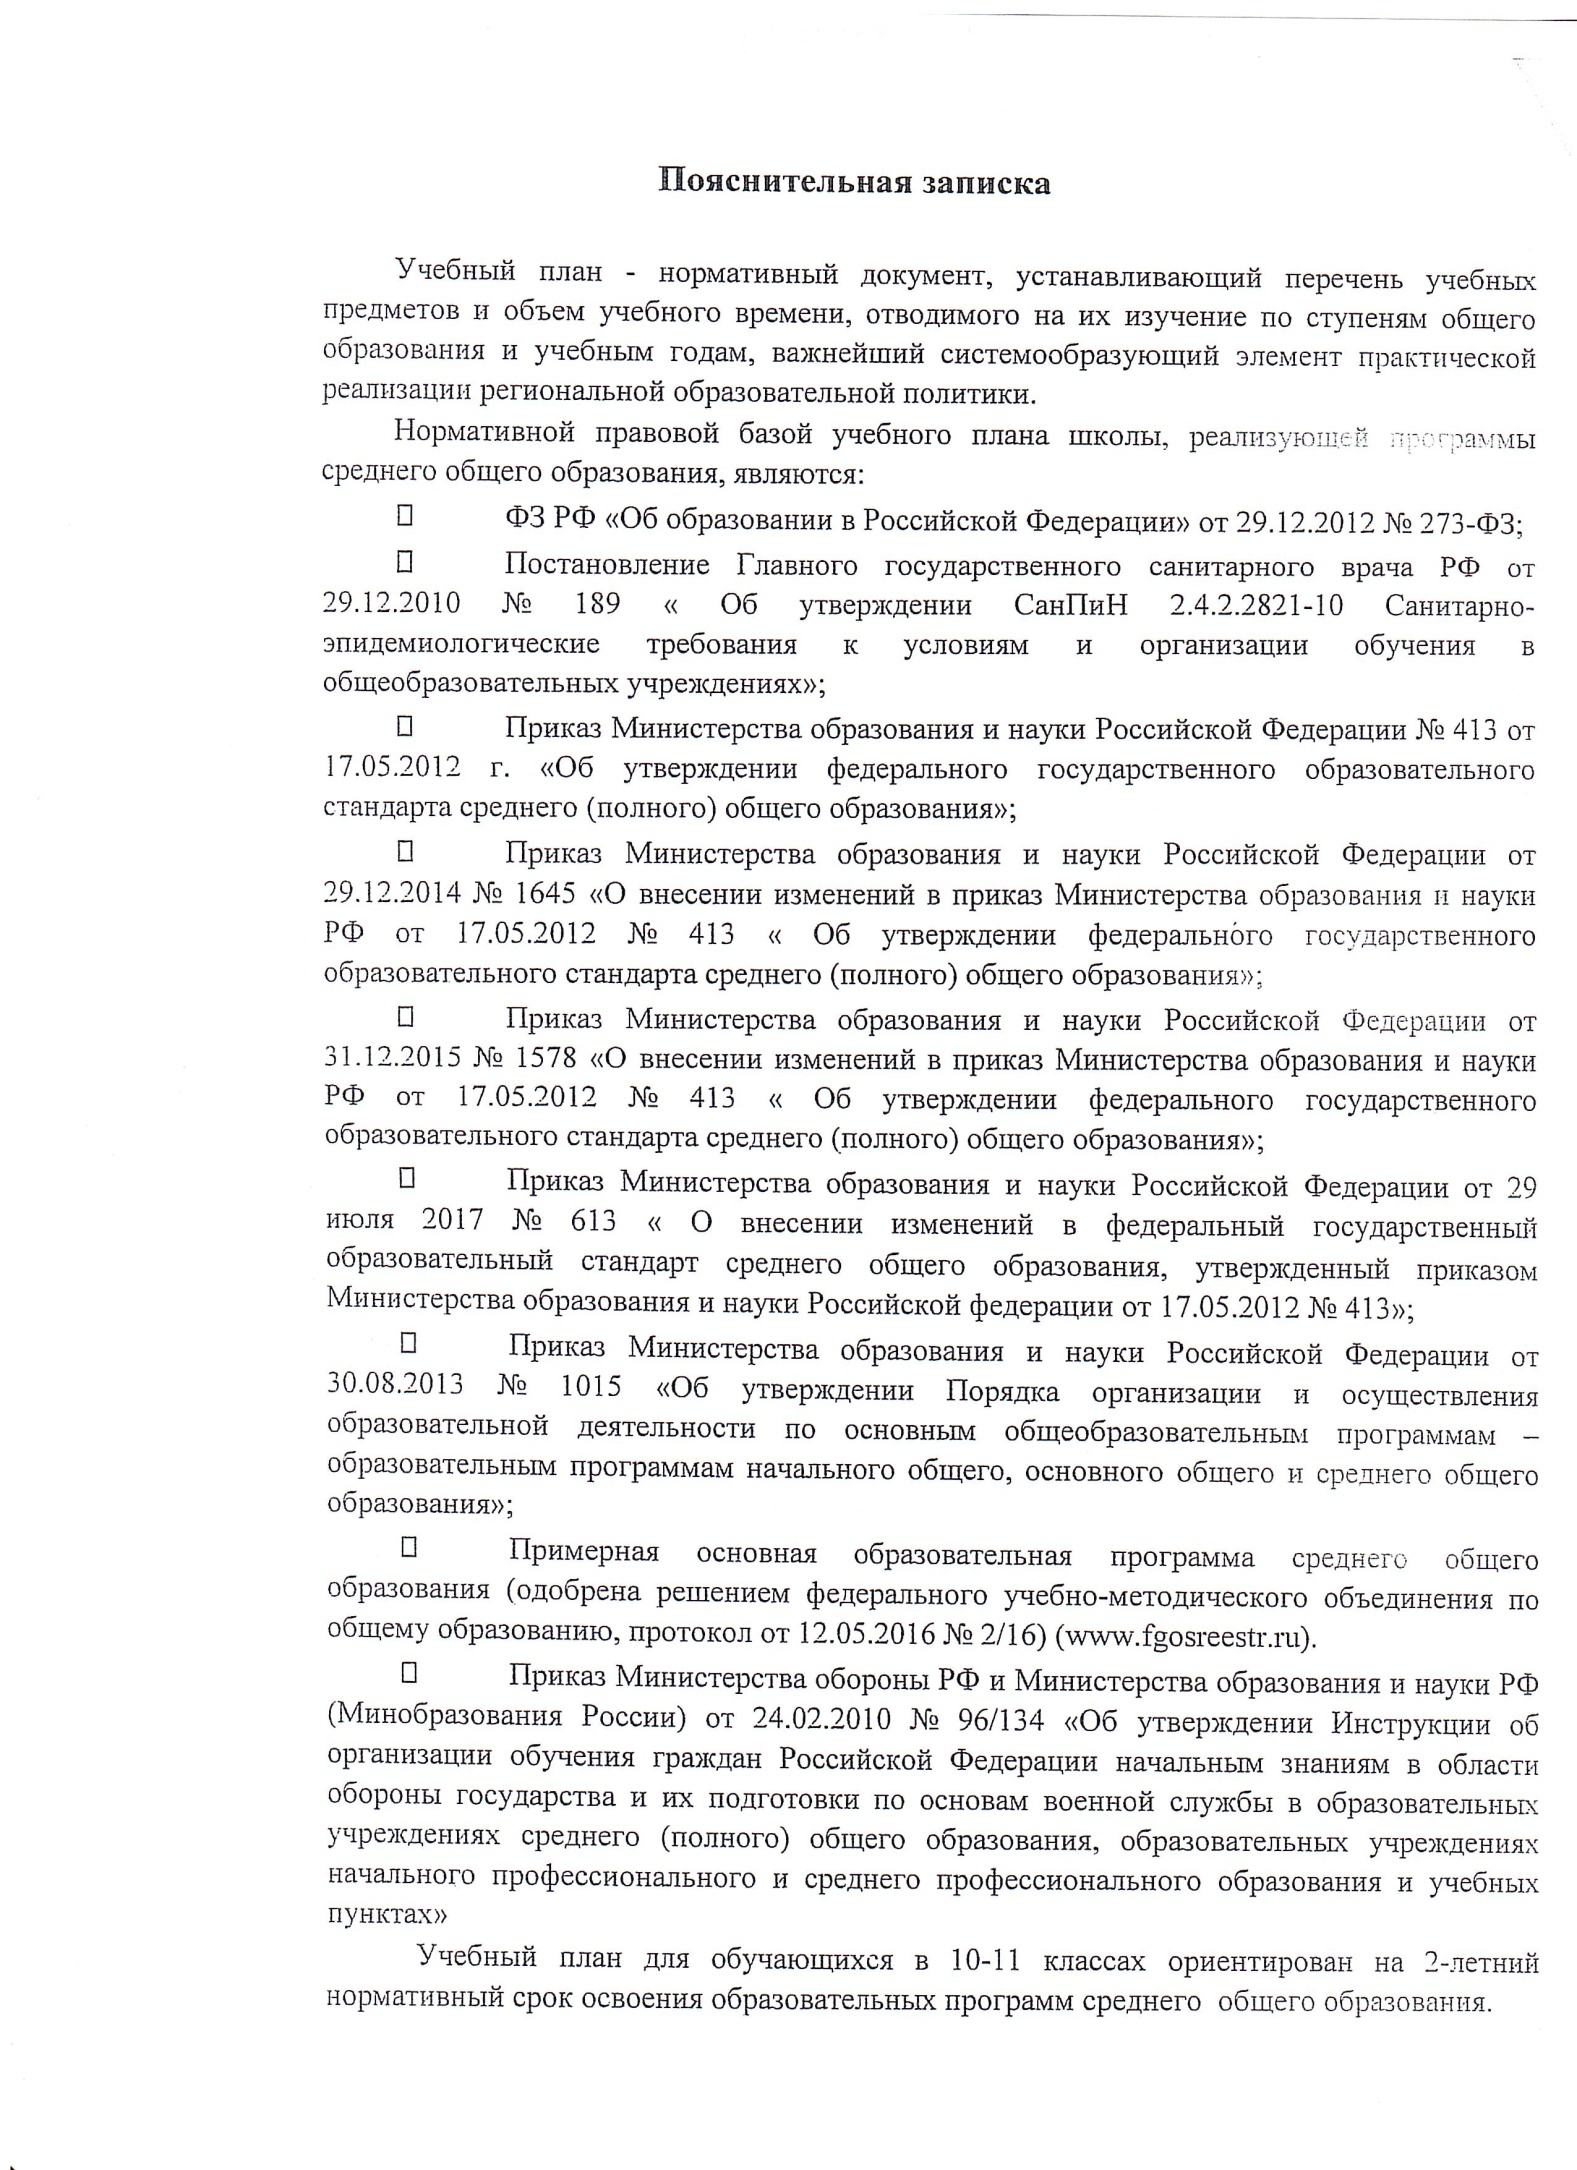 Пояснительная записка
Учебный план - нормативный документ, устанавливающий перечень учебных
предметов и объем учебного времени, отводимого на их изучение по ступеням общего
образования и учебным годам, важнейший системообразующий элемент практической
реализации региональной образовательной политики.
Нормативной правовой базой учебного плана школы, реализующей программы
среднего общего образования, являются:
ФЗ РФ «Об образовании в Российской Федерации» от 29.12.2012 № 273-ФЗ;
Постановление Главного государственного санитарного врача РФ от
29.12.2010 № 189 « Об утверждении СанПиН 2.4.2.2821-10 Санитарно-
эпидемиологические требования к условиям и организации обучения в
общеобразовательных учреждениях»;
Приказ Министерства образования и науки Российской Федерации № 413 от
17.05.2012 г. «Об утверждении федерального государственного образовательного
стандарта среднего (полного) общего образования»;
Приказ Министерства образования и науки Российской Федерации от
29.12.2014 № 1645 «О внесении изменений в приказ Министерства образования и науки
РФ от 17.05.2012 № 413 « Об утверждении федерального государственного
образовательного стандарта среднего (полного) общего образования»;
Приказ Министерства образования и науки Российской Федерации от
31.12.2015 № 1578 «О внесении изменений в приказ Министерства образования и науки
РФ от 17.05.2012 № 413 « Об утверждении федерального государственного
образовательного стандарта среднего (полного) общего образования»;
Приказ Министерства образования и науки Российской Федерации от 29
июля 2017 № 613 « О внесении изменений в федеральный государственный
образовательный стандарт среднего общего образования, утвержденный приказом
Министерства образования и науки Российской федерации от 17.05.2012 № 413»;
Приказ Министерства образования и науки Российской Федерации от
30.08.2013 № 1015 «Об утверждении Порядка организации и осуществления
образовательной деятельности по основным общеобразовательным программам –
образовательным программам начального общего, основного общего и среднего общего
образования»;
Примерная основная образовательная программа среднего общего
образования (одобрена решением федерального учебно-методического объединения по
общему образованию, протокол от 12.05.2016 № 2/16) (www.fgosreestr.ru).
Приказ Министерства обороны РФ и Министерства образования и науки РФ
(Минобразования России) от 24.02.2010 № 96/134 «Об утверждении Инструкции об
организации обучения граждан Российской Федерации начальным знаниям в области
обороны государства и их подготовки по основам военной службы в образовательных
учреждениях среднего (полного) общего образования, образовательных учреждениях
начального профессионального и среднего профессионального образования и учебных
пунктах»
Учебный план для обучающихся в 10-11 классах ориентирован на 2-летний
нормативный срок освоения образовательных программ среднего общего образования.